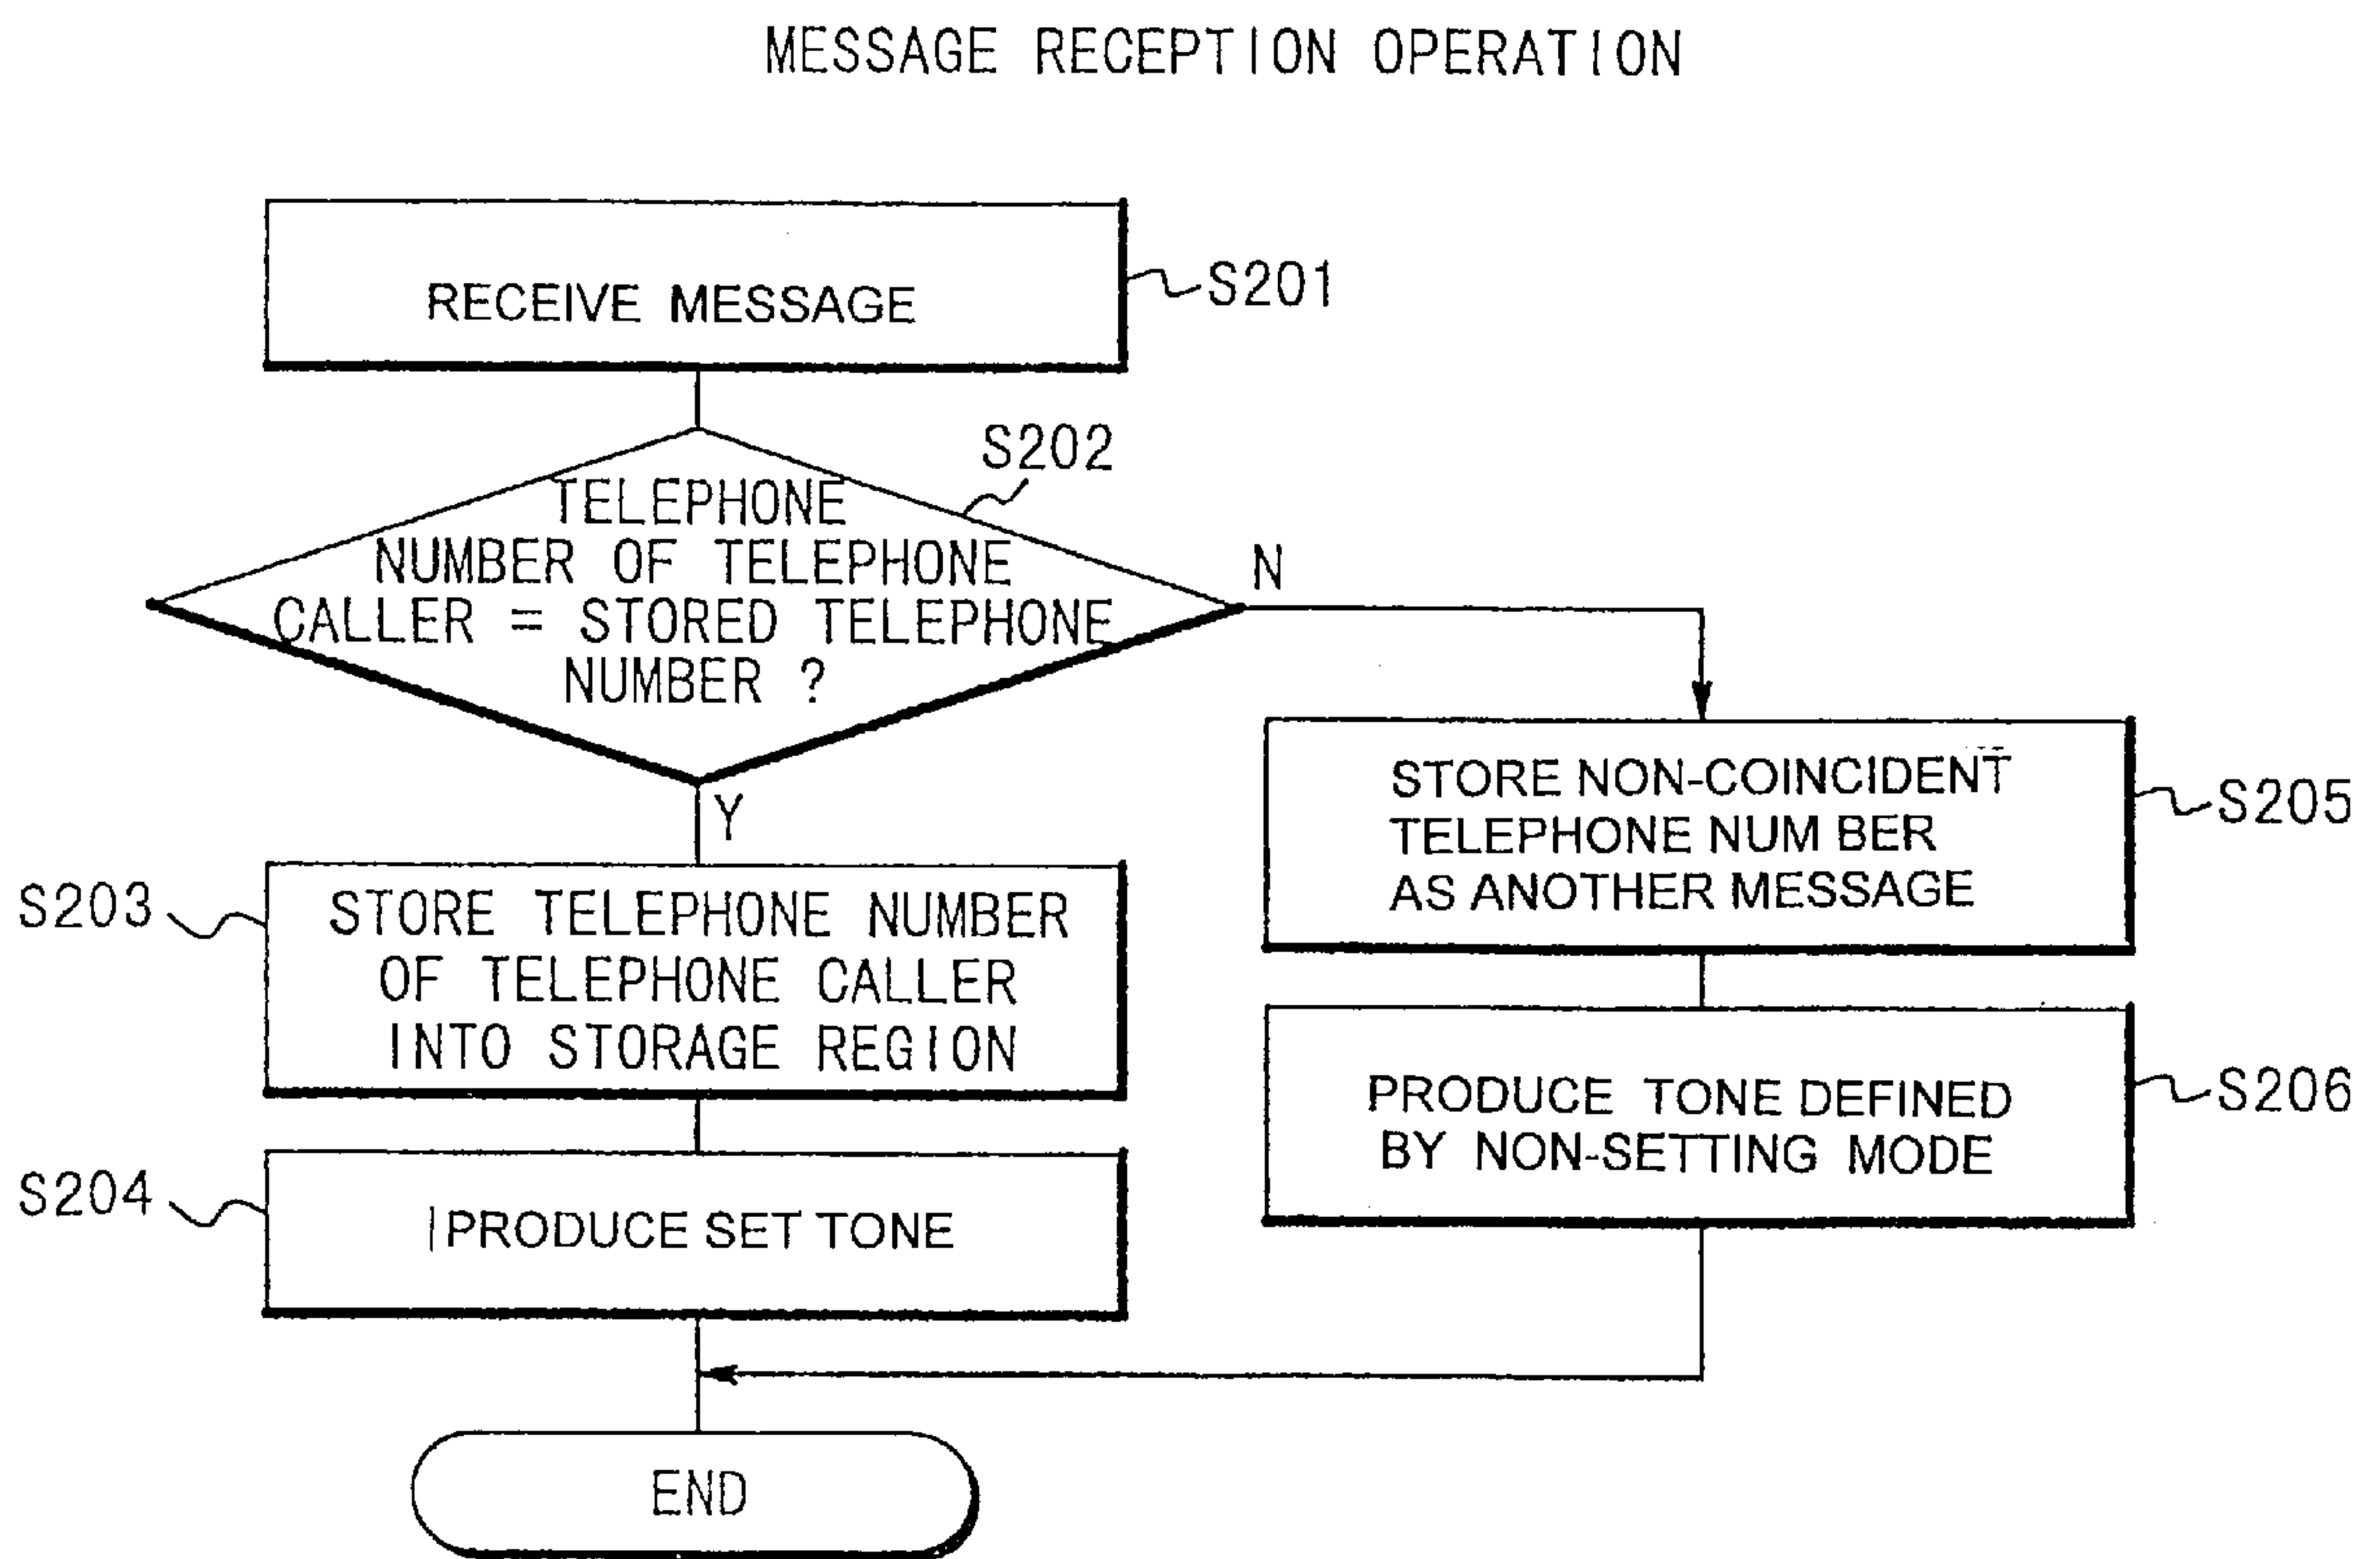 MESSAGE RECEPTION OPERATION
RECEIVE MESSAGE
S201
S202
TELEPHONE
NUMBER OF TELEPHONE
CALLER = STORED TELEPHONE
NUMBER ?
N
Y
S203
STORE TELEPHONE NUMBER
OF TELEPHONE CALLER
INTO STORAGE REGION
S204
PRODUCE SET TONE
STORE NON-COINCIDENT
TELEPHONE NUM BER
AS ANOTHER MESSAGE
S205
PRODUCE TONE DEFINED
BY NON-SETTING MODE
S206
END